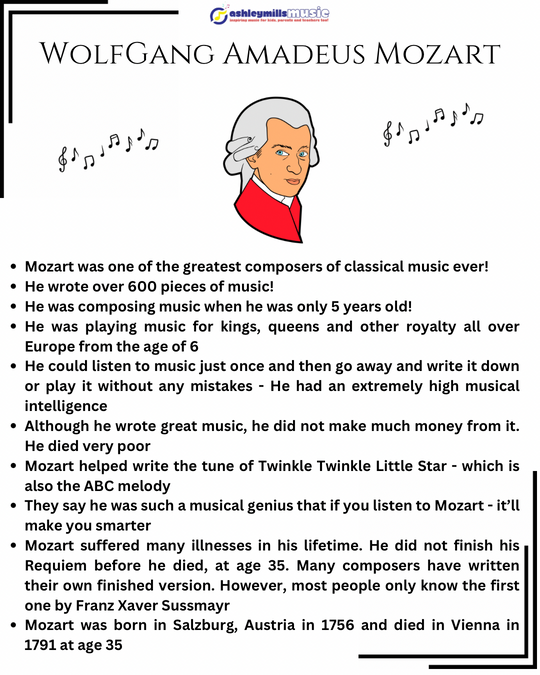 ashleymillsmusic
inspiring music for kids, parents and teachers too!
WolfGang Amadeus Mozart
• Mozart was one of the greatest composers of classical music ever!
• He wrote over 600 pieces of music!
• He was composing music when he was only 5 years old!
• He was playing music for kings, queens and other royalty all over
Europe from the age of 6
• He could listen to music just once and then go away and write it down
or play it without any mistakes - He had an extremely high musical
intelligence
• Although he wrote great music, he did not make much money from it.
He died very poor
• Mozart helped write the tune of Twinkle Twinkle Little Star - which is
also the ABC melody
• They say he was such a musical genius that if you listen to Mozart - it'll
make you smarter
• Mozart suffered many illnesses in his lifetime. He did not finish his
Requiem before he died, at age 35. Many composers have written
their own finished version. However, most people only know the first
one by Franz Xaver Sussmayr
• Mozart was born in Salzburg, Austria in 1756 and died in Vienna in
1791 at age 35